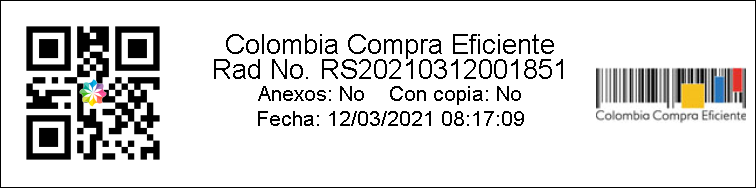 Colombia Compra Eficiente
Rad No. RS20210312001851
Anexos: No Con copia: No
Fecha: 12/03/2021 08:17:09
Colombia Compra Eficiente